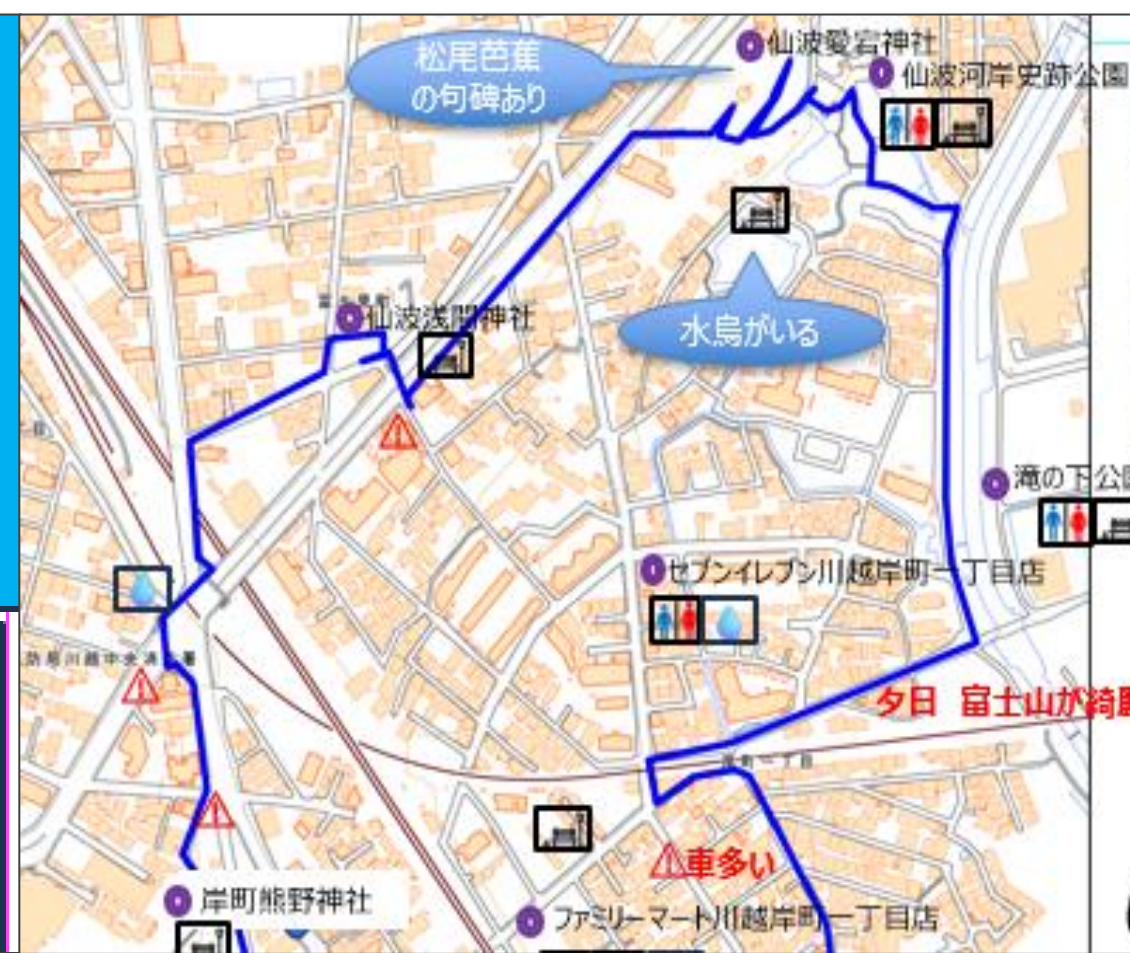 松尾芭蕉
の句碑あり
仙波愛宕神社
仙波河岸史跡公園
仙波浅間神社
水鳥がいる
滝の下公園
セブンイレブン川越岸町一丁目店
夕日 富士山が綺麗
車多い
岸町熊野神社
ファミリーマート川越岸町一丁目店